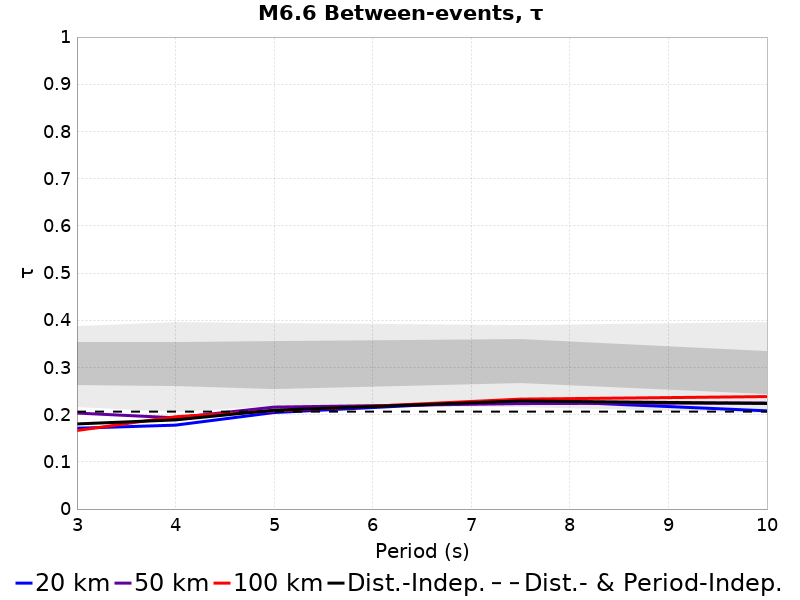 M6.6 Between-events, τ
1
0.9
0.8
0.7
0.6
0.5
0.4
0.3
0.2
0.1
0
τ
3 4 5 6 7 8 9 10
Period (s)
20 km 50 km 100 km Dist.-Indep. Dist.- & Period-Indep.